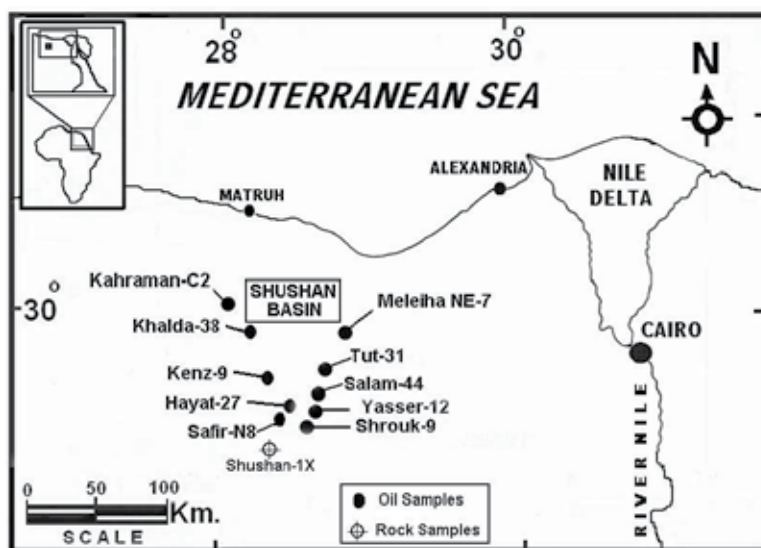 28°
30°
MEDITERRANEAN SEA
N
ALEXANDRIA
NILE
DELTA
MATRUH
Kahraman-C2
SHUSHAN
BASIN
Meleiha NE-7
30°
Khalda-38
CAIRO
Tut-31
Kenz-9
Salam-44
Hayat-27
Yasser-12
Safir-N8
Shrouk-9
Shushan-1X
RIVER NILE
0 50 100
Km.
SCALE
Oil Samples
Rock Samples